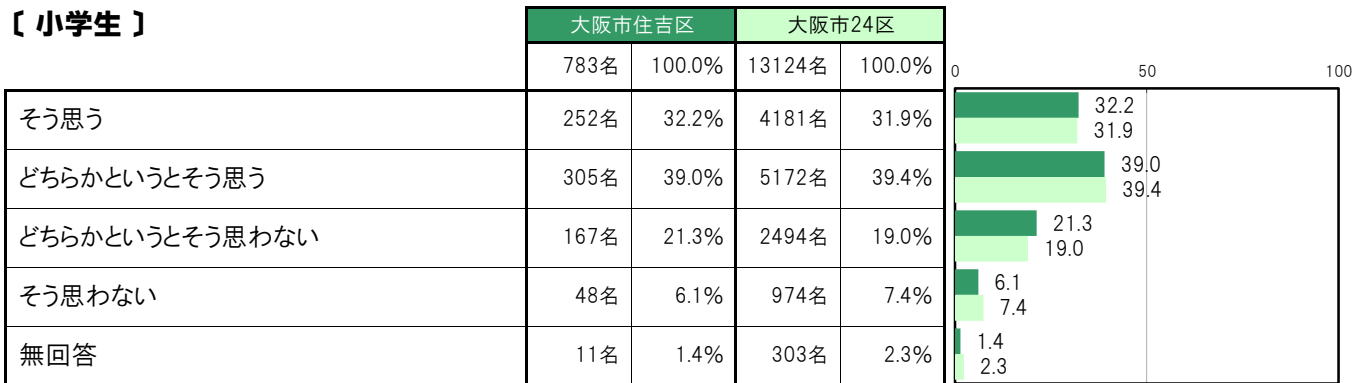 〔 小学生 〕
大阪市住吉区 大阪市24区
783名 100.0% 13124名 100.0%
0 50 100
そう思う 252名 32.2% 4181名 31.9%
32.2
31.9
どちらかというとそう思う 305名 39.0% 5172名 39.4%
39.0
39.4
どちらかというとそう思わない 167名 21.3% 2494名 19.0%
21.3
19.0
そう思わない 48名 6.1% 974名 7.4%
6.1
7.4
無回答 11名 1.4% 303名 2.3%
1.4
2.3